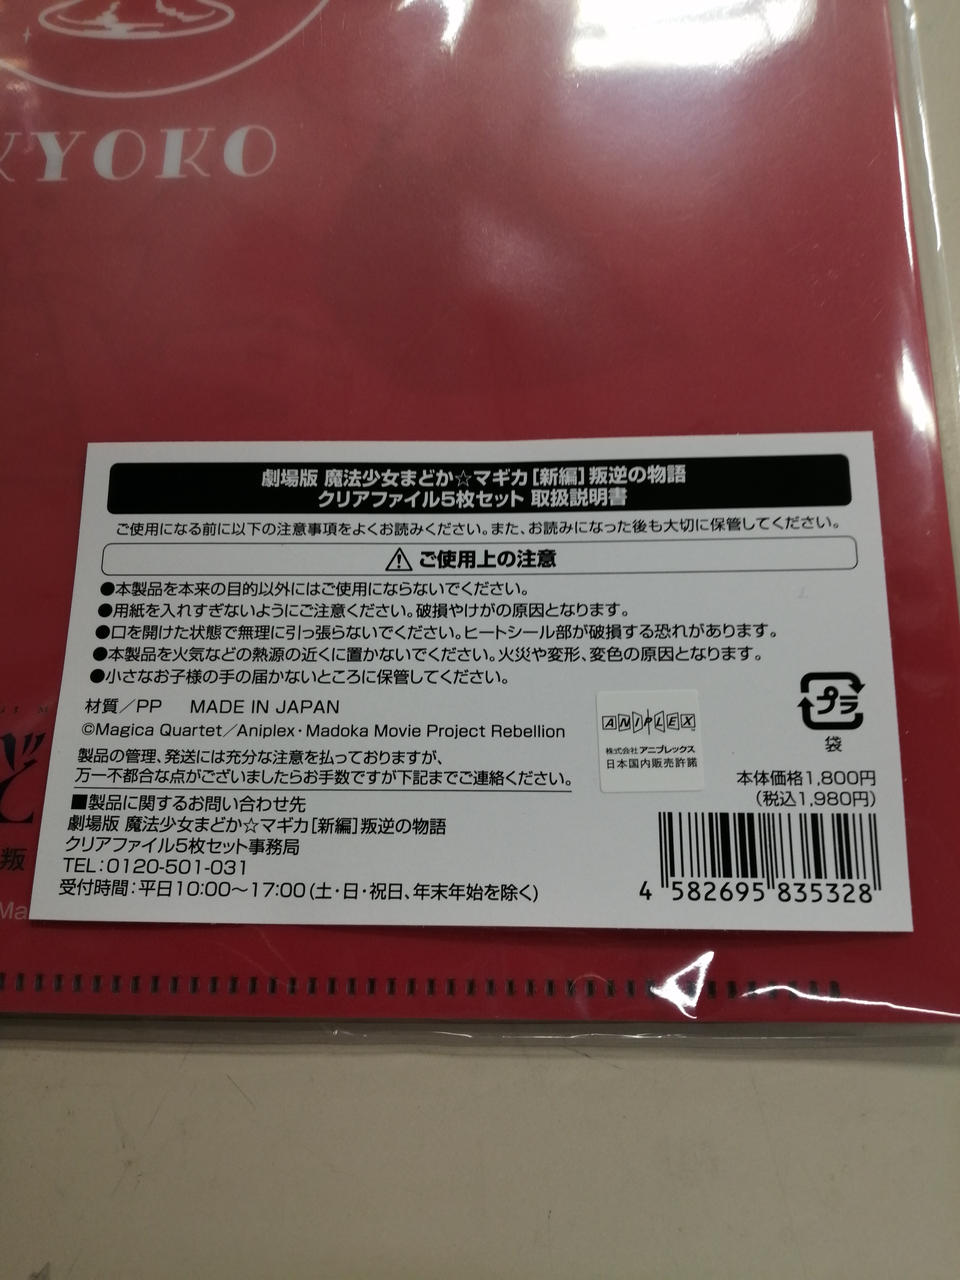 KYOKO
劇場版 魔法少女まどか☆マギカ[新編]叛逆の物語
クリアファイル5枚セット 取扱説明書
ご使用になる前に以下の注意事項をよくお読みください。また、お読みになった後も大切に保管してください。
ご使用上の注意
●本製品を本来の目的以外にはご使用にならないでください。
●用紙を入れすぎないようにご注意ください。破損やけがの原因となります。
●口を開けた状態で無理に引っ張らないでください。ヒートシール部が破損する恐れがあります。
●本製品を火気などの熱源の近くに置かないでください。火災や変形、変色の原因となります。
●小さなお子様の手の届かないところに保管してください。
材質／PP MADE IN JAPAN
©Magica Quartet／Aniplex・Madoka Movie Project Rebellion
製品の管理、発送には充分な注意を払っておりますが、
万一不都合な点がございましたらお手数ですが下記までご連絡ください。
■製品に関するお問い合わせ先
劇場版 魔法少女まどか☆マギカ[新編]叛逆の物語
クリアファイル5枚セット事務局
TEL：0120-501-031
受付時間：平日10:00～17:00(土・日・祝日、年末年始を除く)
ANIPLEX
株式会社 アニプレックス
日本国内販売許諾
プラ
袋
本体価格1,800円
(税込1,980円)
4 582695 835328
ど
叛
Ma